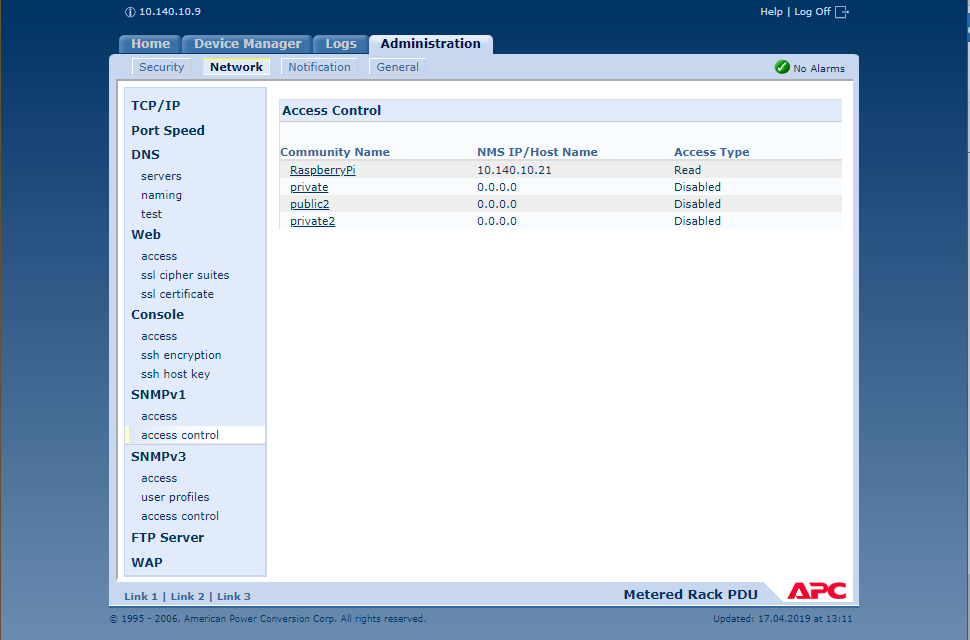 10.140.10.9
Help | Log Off
Home Device Manager Logs Administration
Security Network Notification General
No Alarms
TCP/IP
Port Speed
DNS
servers
naming
test
Web
access
ssl cipher suites
ssl certificate
Console
access
ssh encryption
ssh host key
SNMPv1
access
access control
SNMPv3
access
user profiles
access control
FTP Server
WAP
Access Control
Community Name NMS IP/Host Name Access Type
RaspberryPi 10.140.10.21 Read
private 0.0.0.0 Disabled
public2 0.0.0.0 Disabled
private2 0.0.0.0 Disabled
Link 1 | Link 2 | Link 3
Metered Rack PDU
APC
© 1995 - 2006, American Power Conversion Corp. All rights reserved.
Updated: 17.04.2019 at 13:11